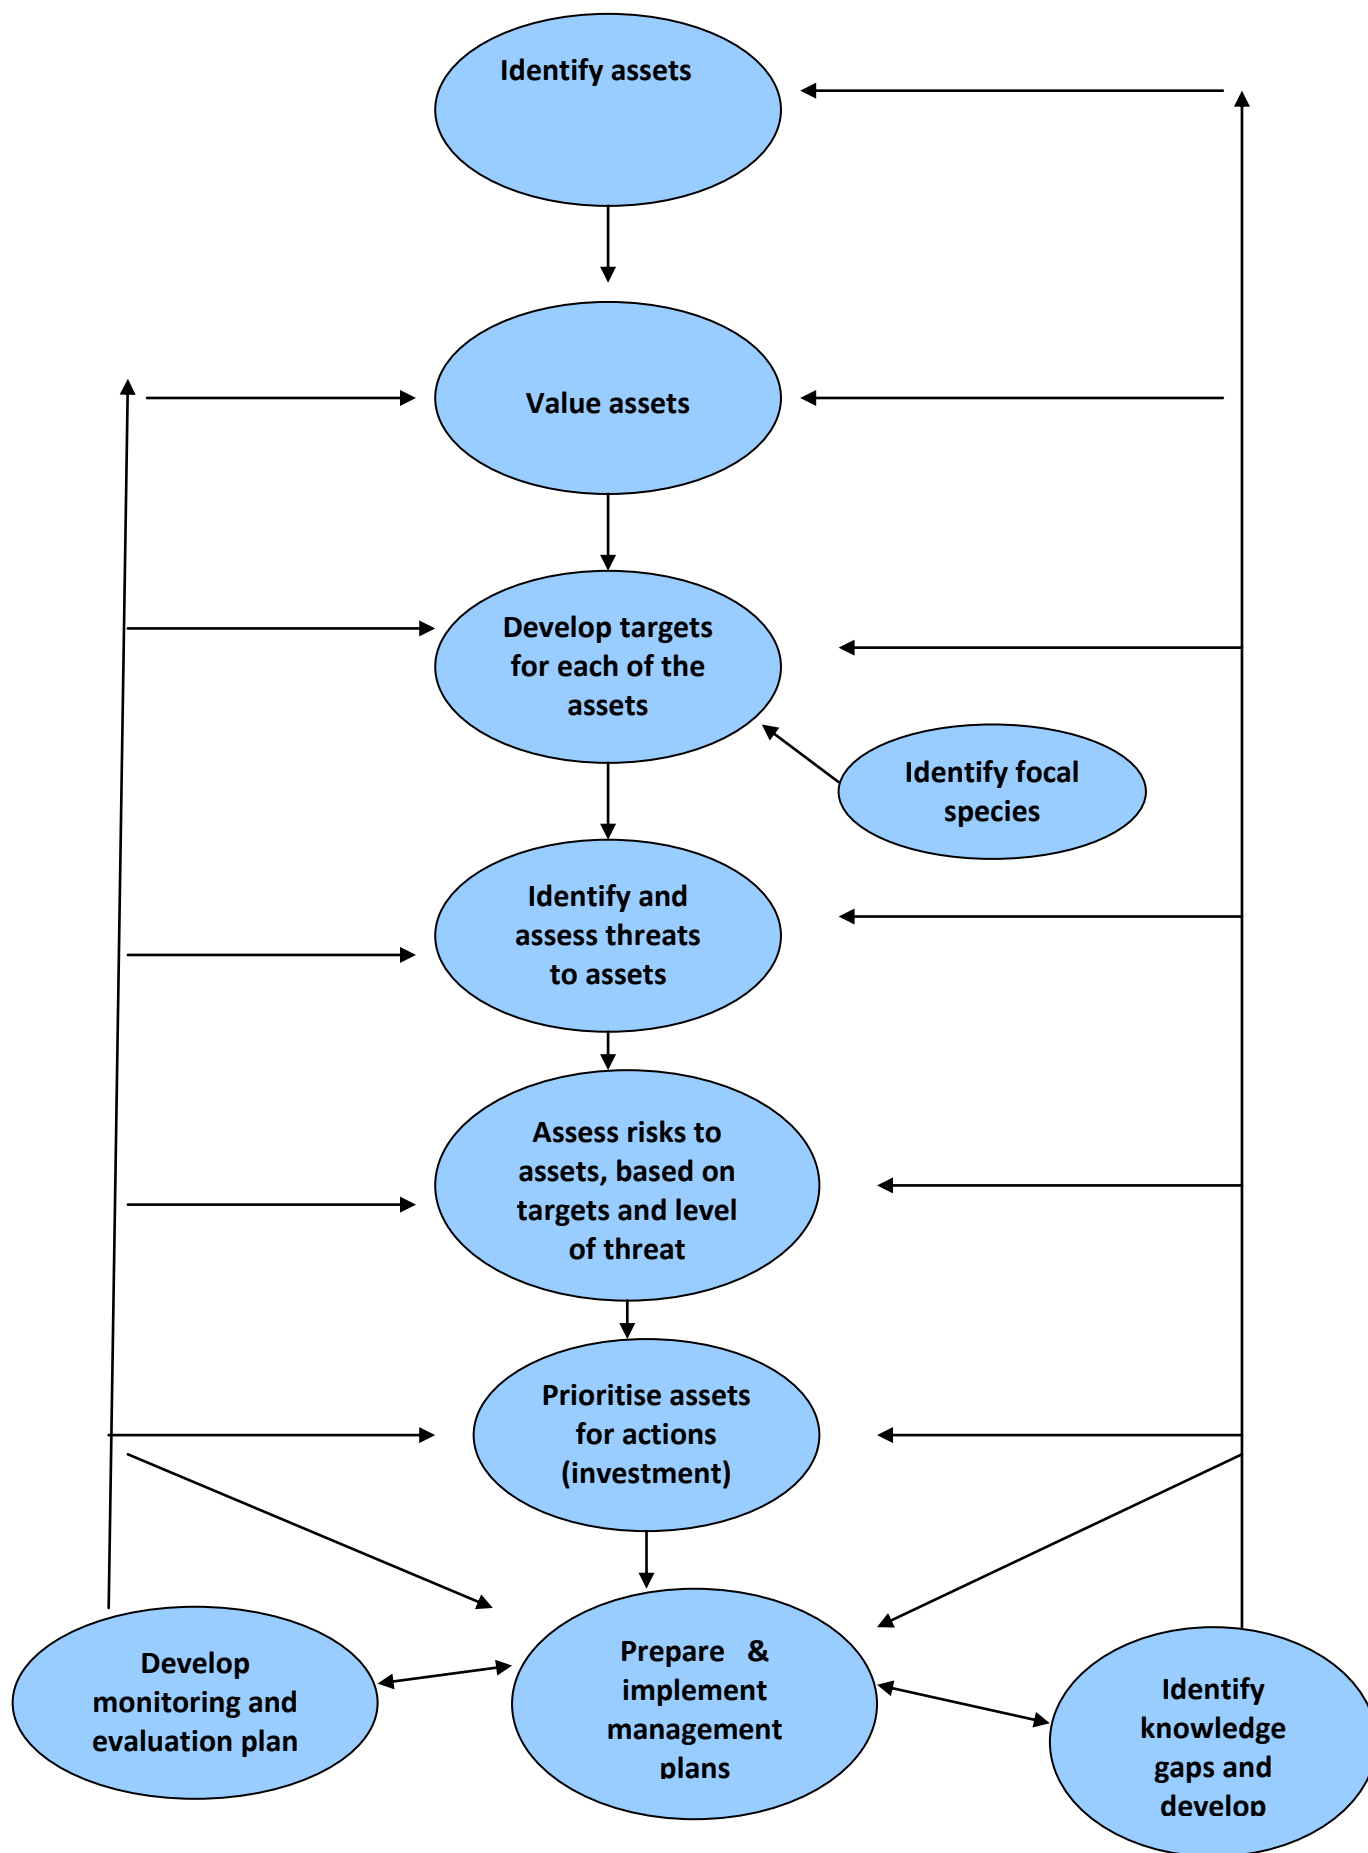 Identify assets
Value assets
Develop targets
for each of the
assets
Identify focal
species
Identify and
assess threats
to assets
Assess risks to
assets, based on
targets and level
of threat
Prioritise assets
for actions
(investment)
Prepare & 
implement
management
plans
Develop
monitoring and
evaluation plan
Identify
knowledge
gaps and
develop